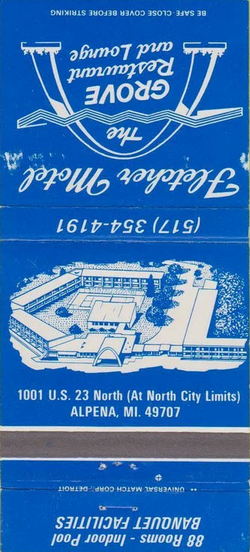 BE SAFE-CLOSE COVER BEFORE STRIKING
The
GROVE
Restaurant
and Lounge
Fletcher Motel
(517) 354-4191
1001 U.S. 23 North (At North City Limits)
ALPENA, MI. 49707
UNIVERSAL MATCH CORP., DETROIT
88 Rooms - Indoor Pool
BANQUET FACILITIES